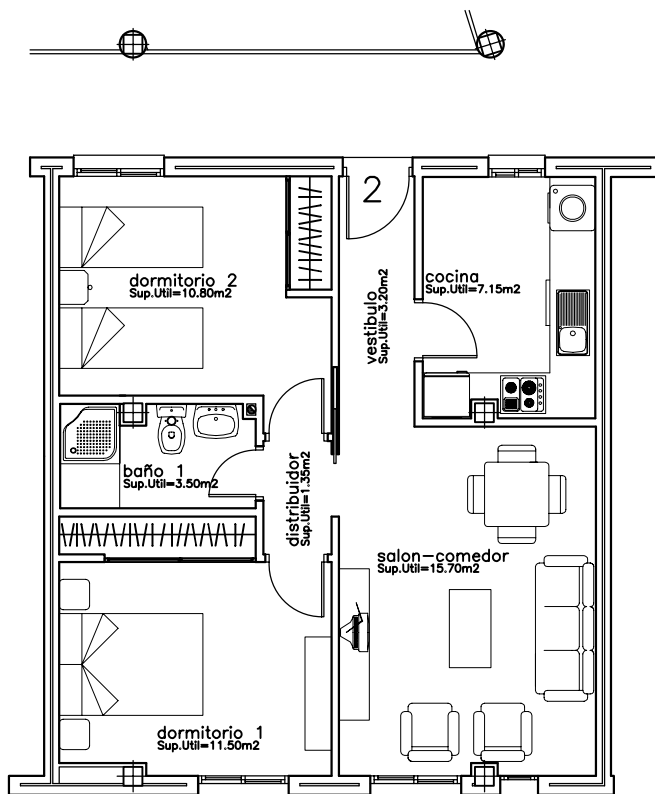 2
dormitorio 2
Sup.Util=10.80m2
cocina
Sup.Util=7.15m2
vestibulo
Sup.Util=3.20m2
baño 1
Sup.Util=3.50m2
distribuidor
Sup.Util=1.35m2
salon-comedor
Sup.Util=15.70m2
dormitorio 1
Sup.Util=11.50m2